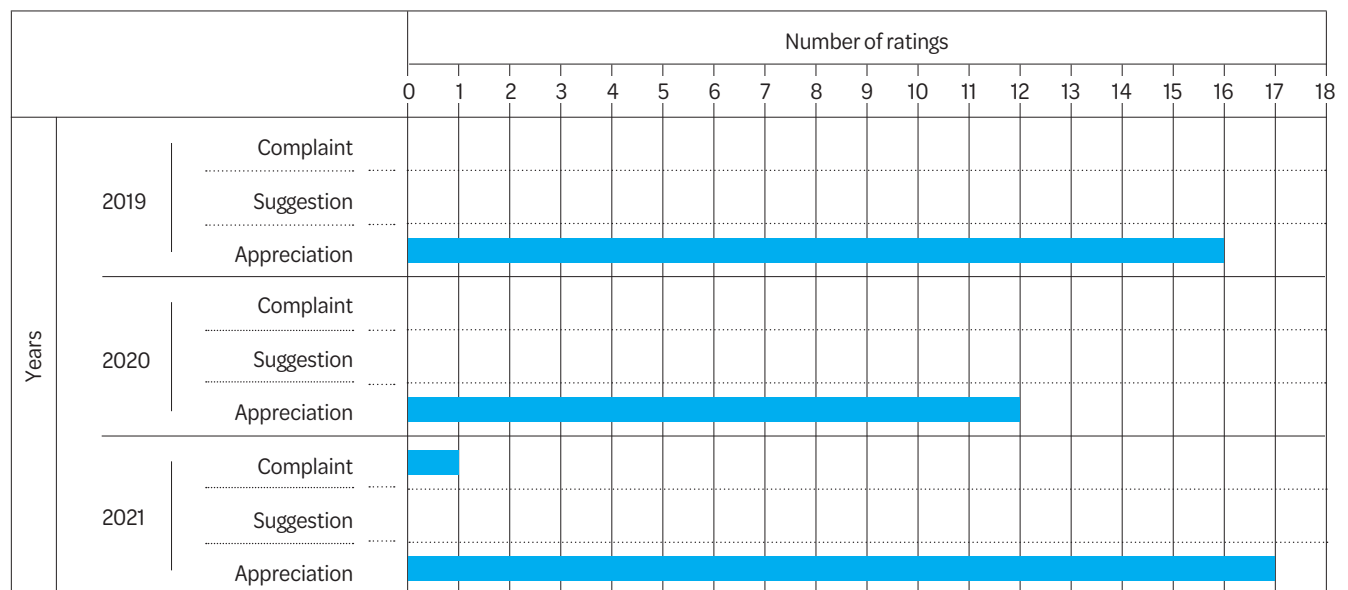 Number of ratings
0 1 2 3 4 5 6 7 8 9 10 11 12 13 14 15 16 17 18
Years
2019
Complaint
Suggestion
Appreciation
2020
Complaint
Suggestion
Appreciation
2021
Complaint
Suggestion
Appreciation